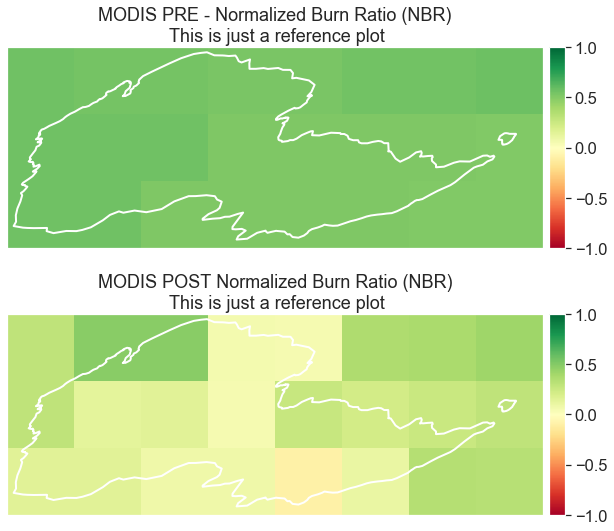 MODIS PRE - Normalized Burn Ratio (NBR)
This is just a reference plot
1.0
0.5
0.0
−0.5
−1.0
MODIS POST Normalized Burn Ratio (NBR)
This is just a reference plot
1.0
0.5
0.0
−0.5
−1.0